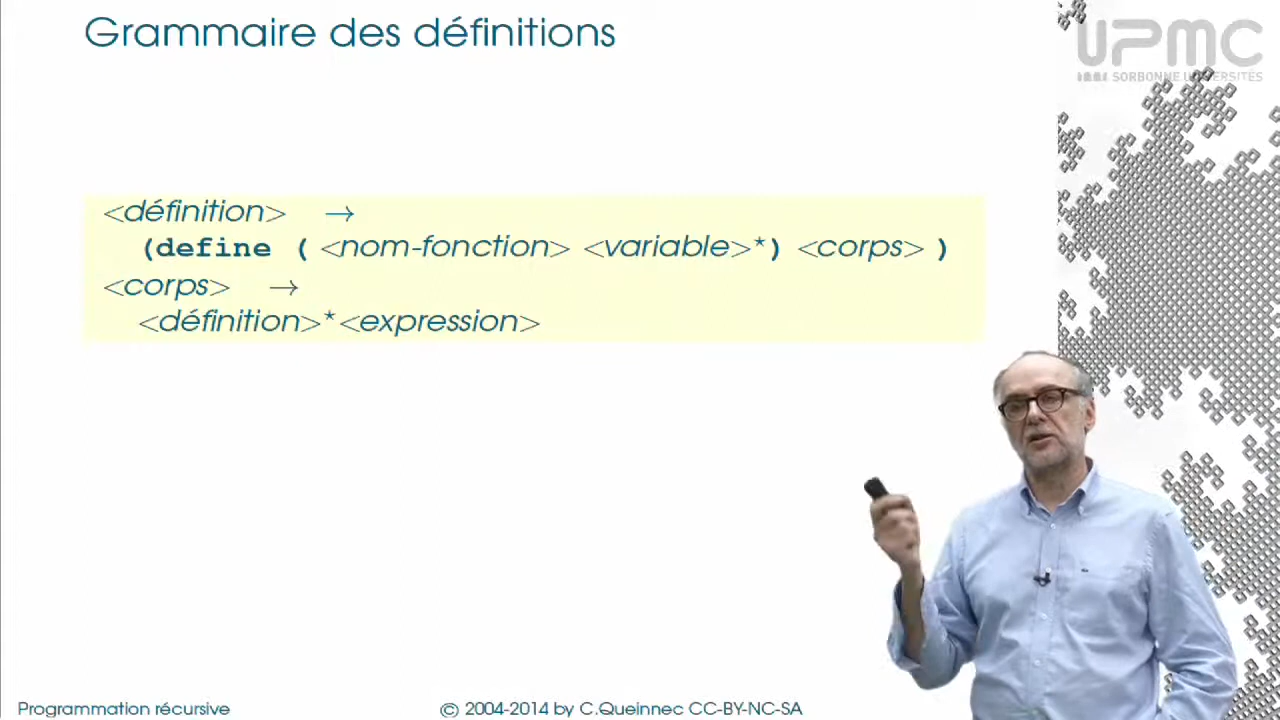 Grammaire des définitions
UPMC
SORBONNE UNIVERSITÉS
<définition> →
(define ( <nom-fonction> <variable>*) <corps> )
<corps> →
<définition>*<expression>
Programmation récursive
© 2004-2014 by C.Queinnec CC-BY-NC-SA